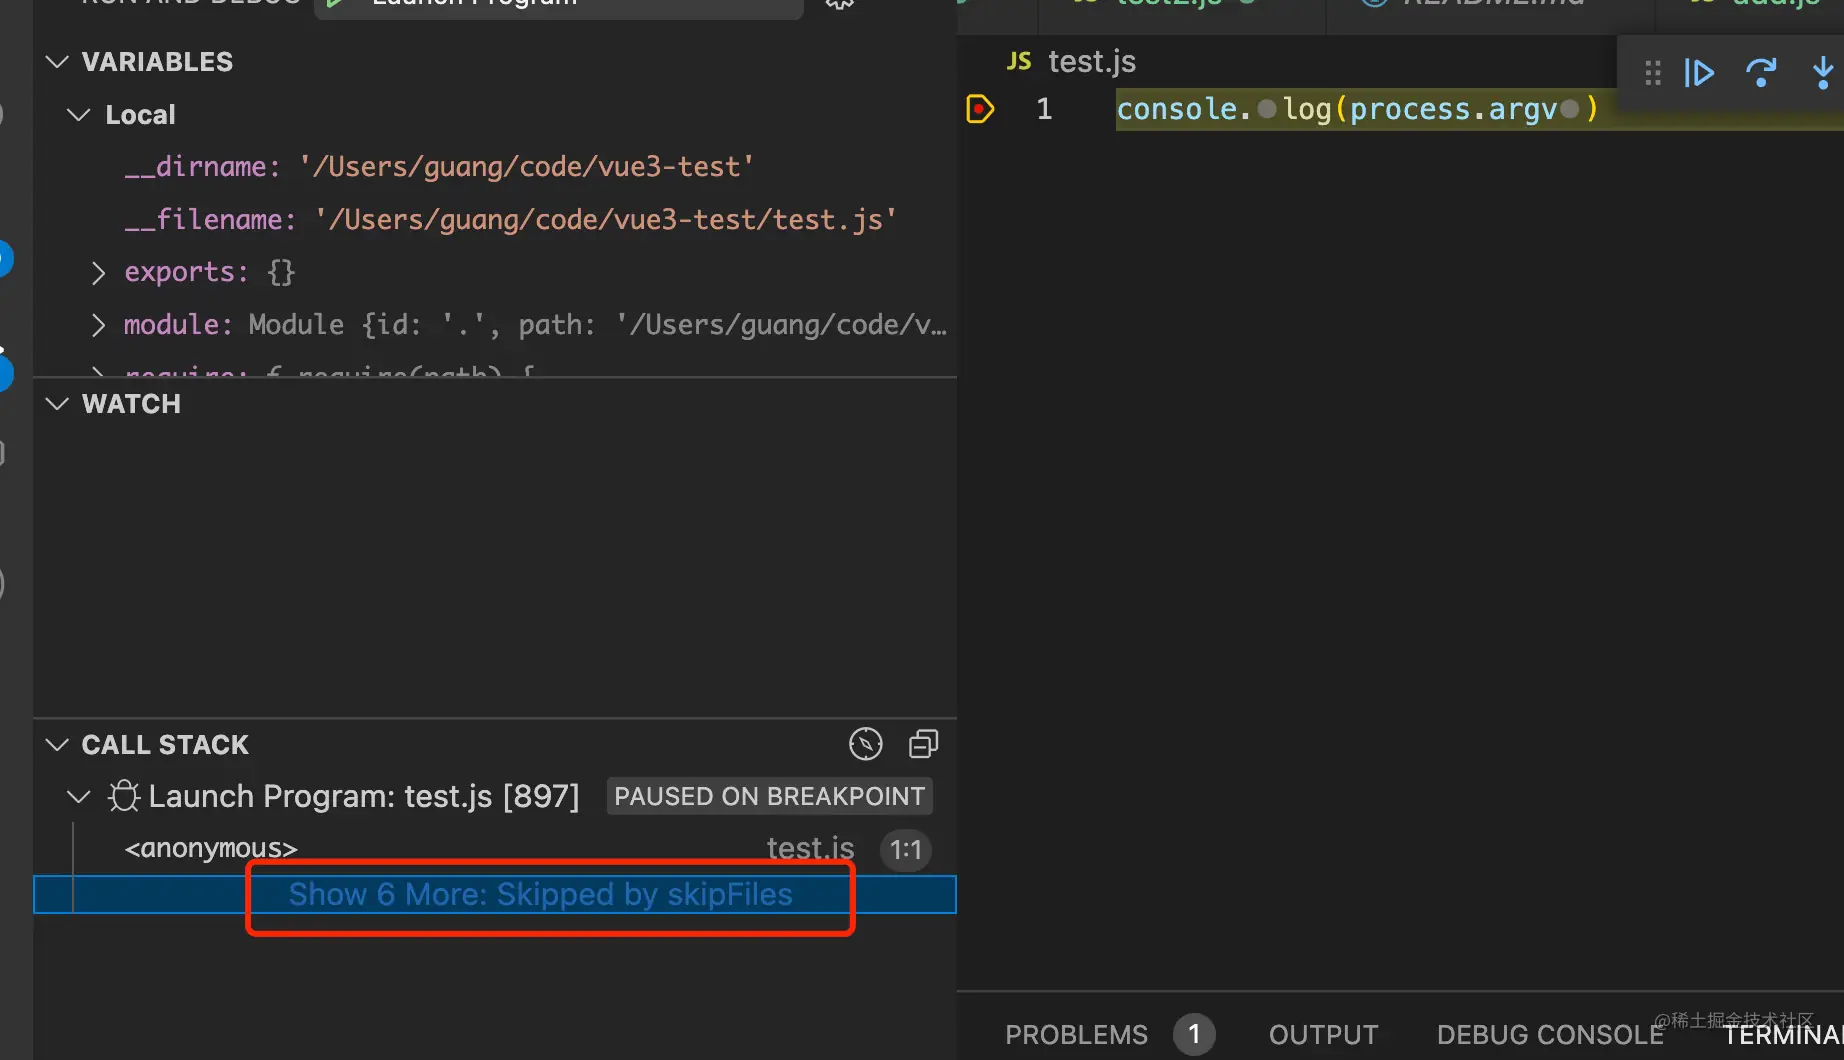 RUN AND DEBUG
Launch Program
VARIABLES
Local
__dirname: '/Users/guang/code/vue3-test'
__filename: '/Users/guang/code/vue3-test/test.js'
exports: {}
module: Module {id: '.', path: '/Users/guang/code/v…
require: f require(path) {
WATCH
CALL STACK
Launch Program: test.js [897]
PAUSED ON BREAKPOINT
<anonymous>
test.js
1:1
Show 6 More: Skipped by skipFiles
test2.js
README.md
add.js
JS test.js
1 console.log(process.argv)
PROBLEMS 1 OUTPUT DEBUG CONSOLE TERMINA
@稀土掘金技术社区